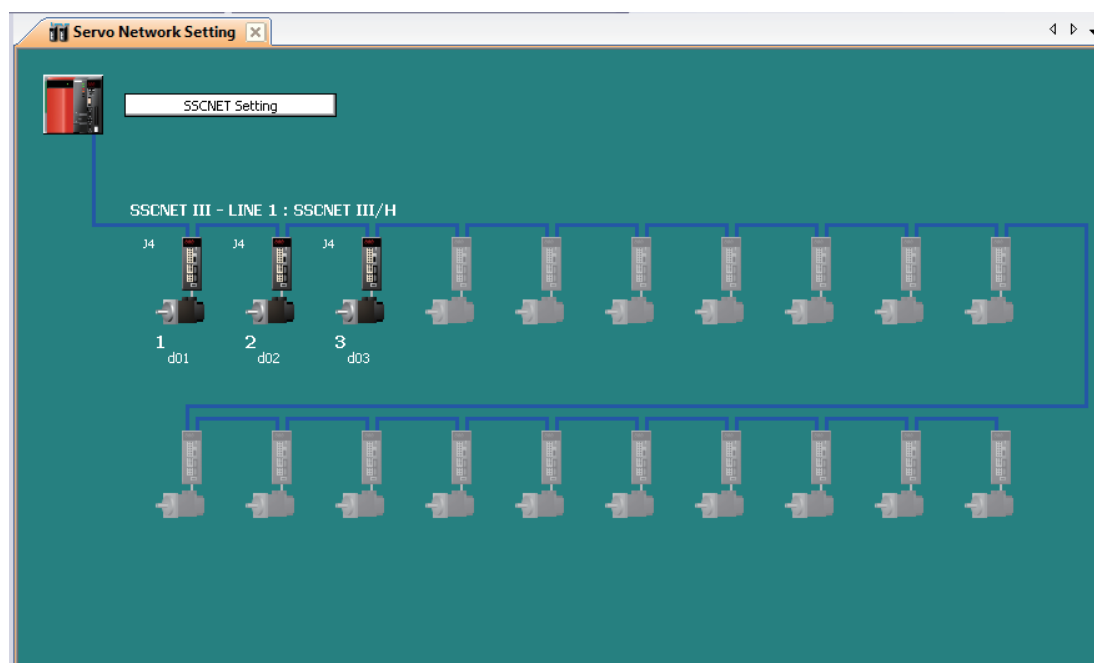 Servo Network Setting
SSCNET Setting
SSCNET III - LINE 1 : SSCNET III/H
J4 J4 J4
1 2 3
d01 d02 d03